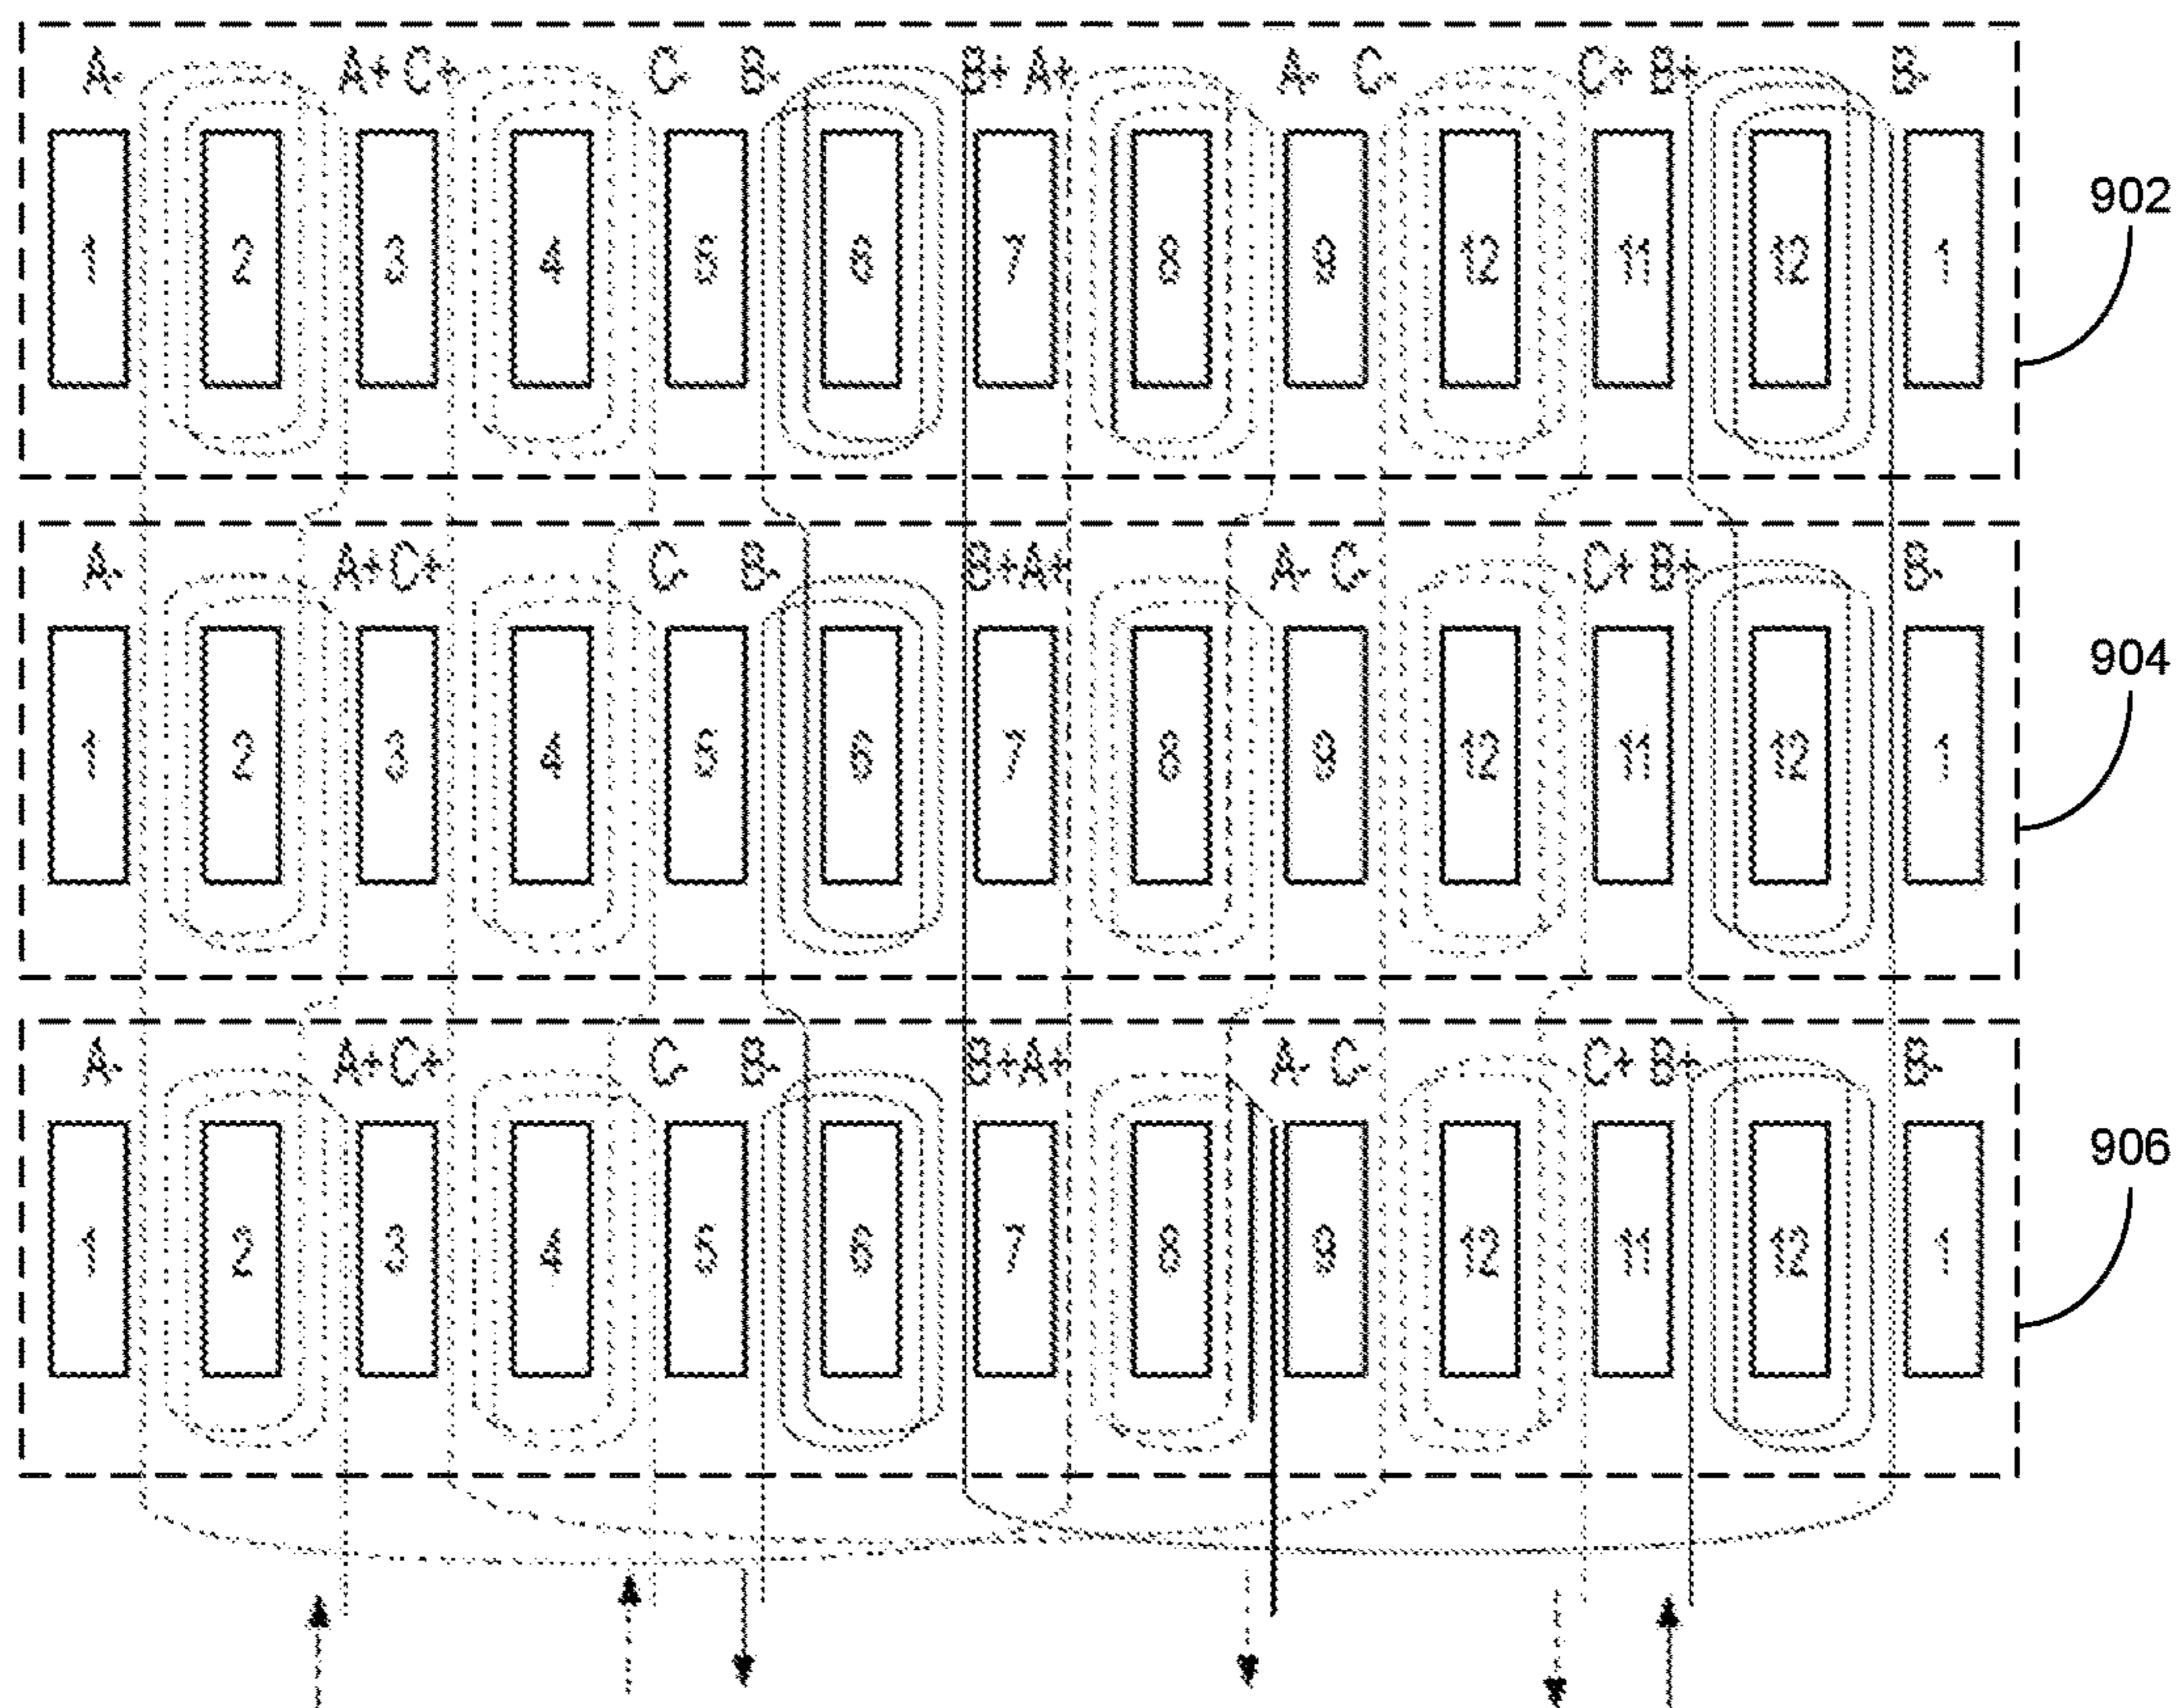 A- A+ C+ C- B- B+ A+ A- C- C+ B+ B-
1 2 3 4 5 6 7 8 9 12 11 12 1
902
A- A+ C+ C- B- B+ A+ A- C- C+ B+ B-
1 2 3 4 5 6 7 8 9 12 11 12 1
904
A- A+ C+ C- B- B+ A+ A- C- C+ B+ B-
1 2 3 4 5 6 7 8 9 12 11 12 1
906